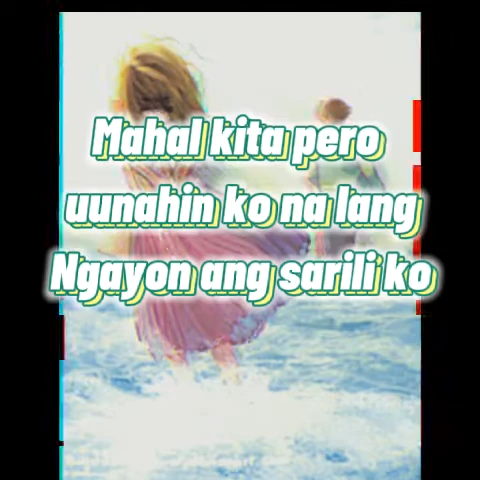 Mahal kita pero
uunahin ko na lang
Ngayon ang sarili ko